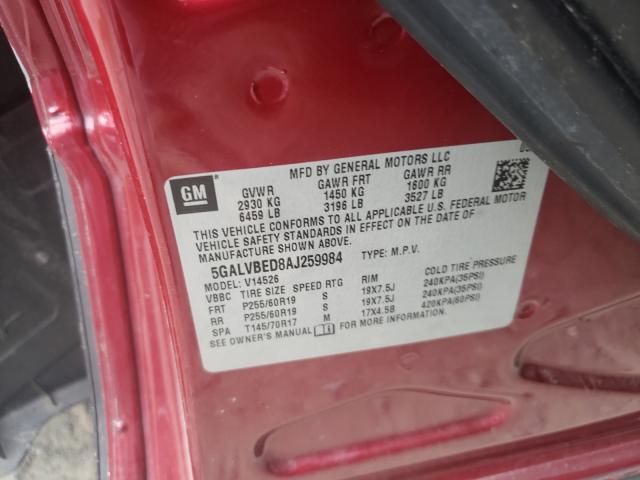 MFD BY GENERAL MOTORS LLC
GM
GVWR GAWR FRT GAWR RR
2930 KG 1450 KG 1600 KG
6459 LB 3196 LB 3527 LB
THIS VEHICLE CONFORMS TO ALL APPLICABLE U.S. FEDERAL MOTOR
VEHICLE SAFETY STANDARDS IN EFFECT ON THE DATE OF
MANUFACTURE SHOWN ABOVE.
5GALVBED8AJ259984 TYPE: M.P.V.
MODEL: V14526
VBBC TIRE SIZE SPEED RTG RIM COLD TIRE PRESSURE
FRT P255/60R19 S 19X7.5J 240KPA(35PSI)
RR P255/60R19 S 19X7.5J 240KPA(35PSI)
SPA T145/70R17 M 17X4.5B 420KPA(60PSI)
SEE OWNER'S MANUAL FOR MORE INFORMATION.